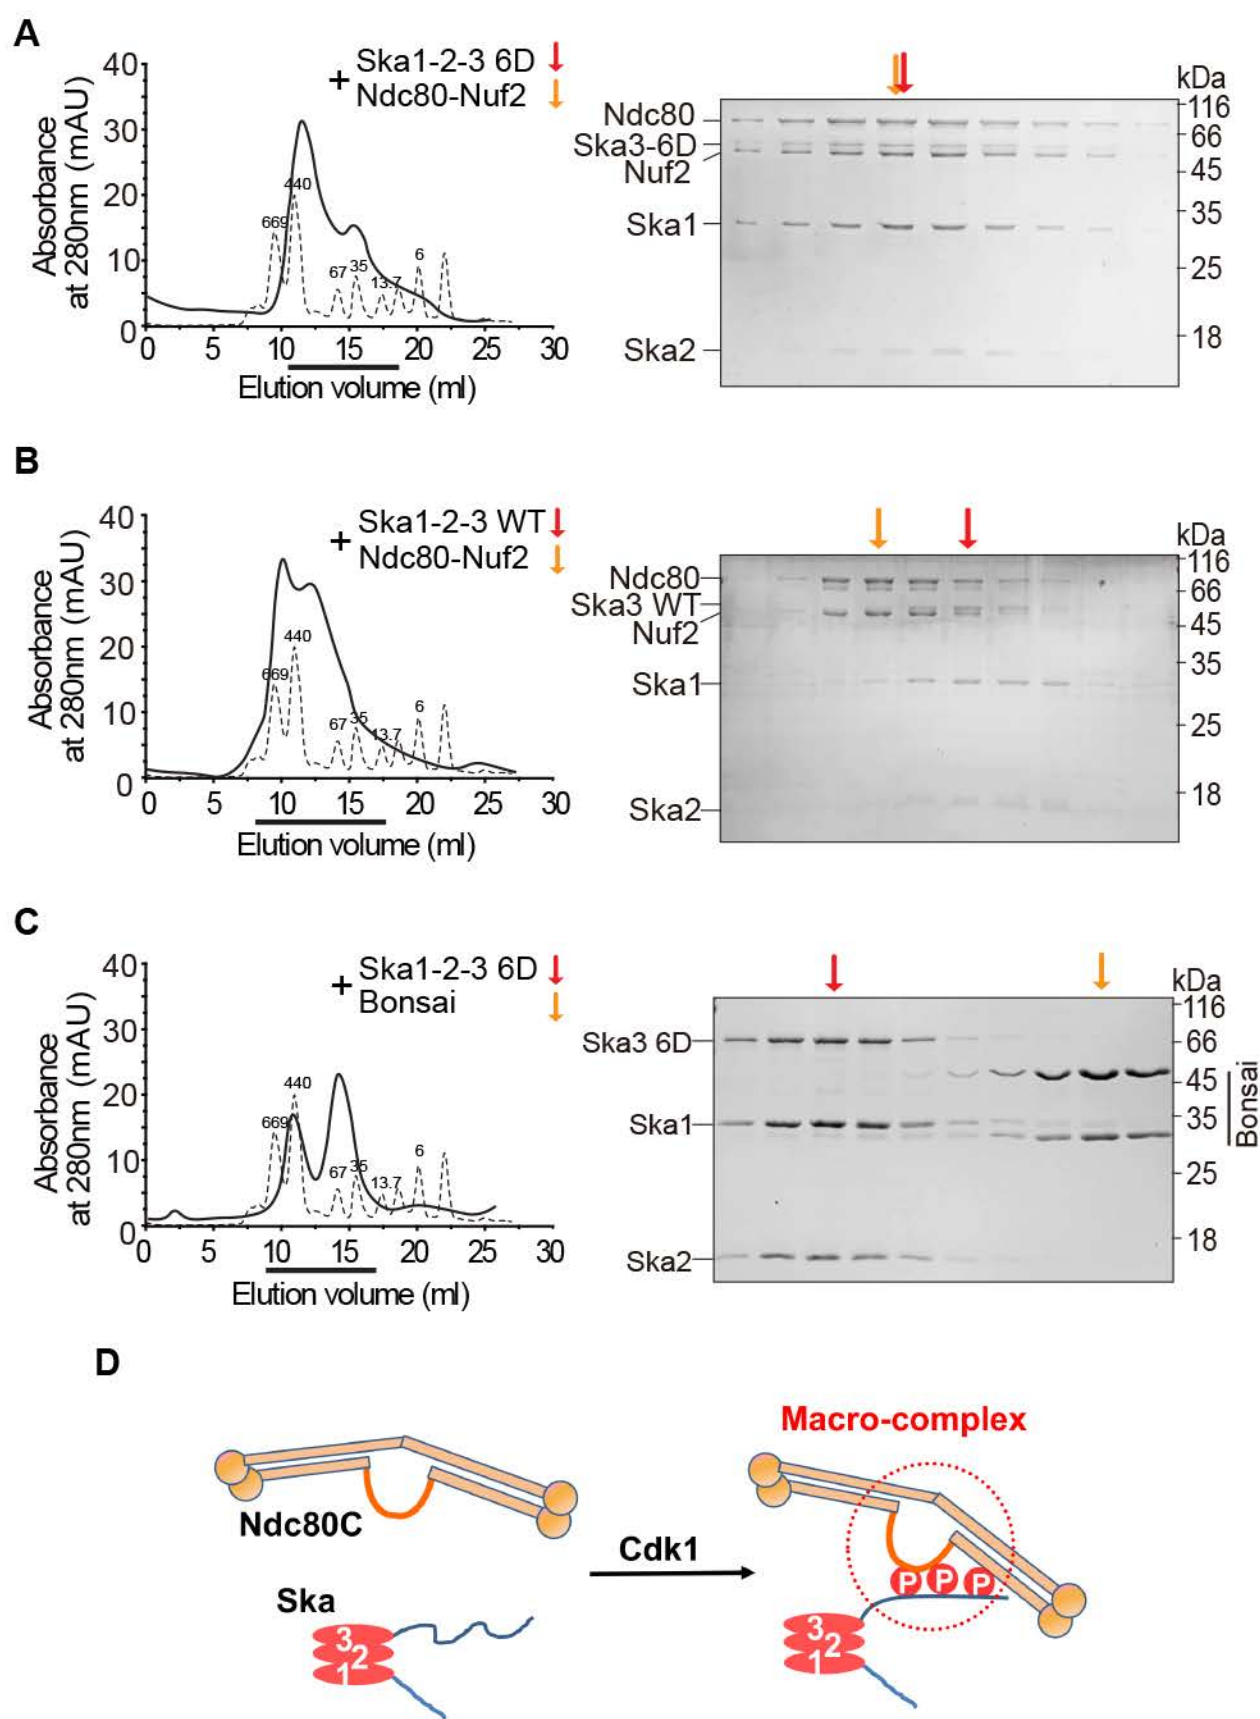 A
Absorbance
at 280nm (mAU)
40
30
20
10
0
+ Ska1-2-3 6D
Ndc80-Nuf2
669
440
67
35
13.7
6
0 5 10 15 20 25 30
Elution volume (ml)
Ndc80
Ska3-6D
Nuf2
Ska1
Ska2
kDa
116
66
45
35
25
18
B
Absorbance
at 280nm (mAU)
40
30
20
10
0
+ Ska1-2-3 WT
Ndc80-Nuf2
669
440
67
35
13.7
6
0 5 10 15 20 25 30
Elution volume (ml)
Ndc80
Ska3 WT
Nuf2
Ska1
Ska2
kDa
116
66
45
35
25
18
C
Absorbance
at 280nm (mAU)
40
30
20
10
0
+ Ska1-2-3 6D
Bonsai
669
440
67
35
13.7
6
0 5 10 15 20 25 30
Elution volume (ml)
Ska3 6D
Ska1
Ska2
kDa
116
66
45
35
25
18
Bonsai
D
Ndc80C
Ska
3
2
1
Cdk1
Macro-complex
P P P
3
2
1